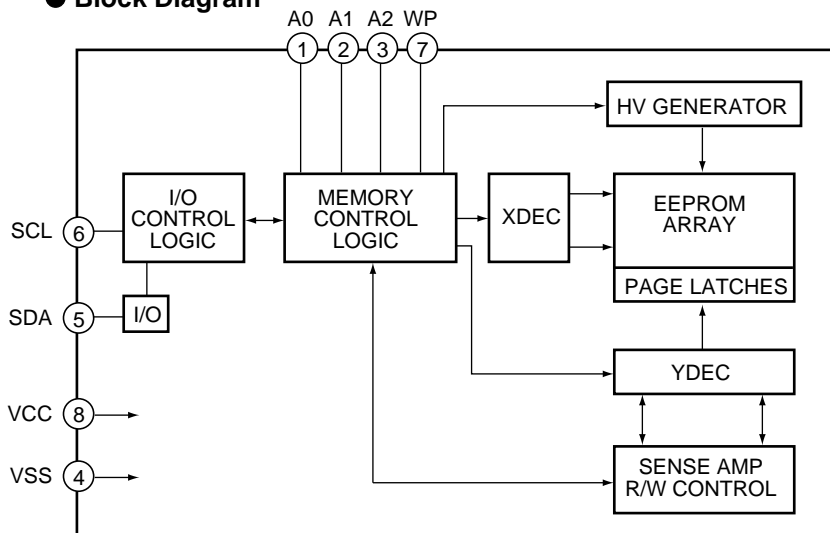 ● Block Diagram
A0 A1 A2 WP
1 2 3 7
HV GENERATOR
I/O
CONTROL
LOGIC
MEMORY
CONTROL
LOGIC
XDEC
EEPROM
ARRAY
PAGE LATCHES
SCL 6
SDA 5
I/O
YDEC
VCC 8
VSS 4
SENSE AMP
R/W CONTROL